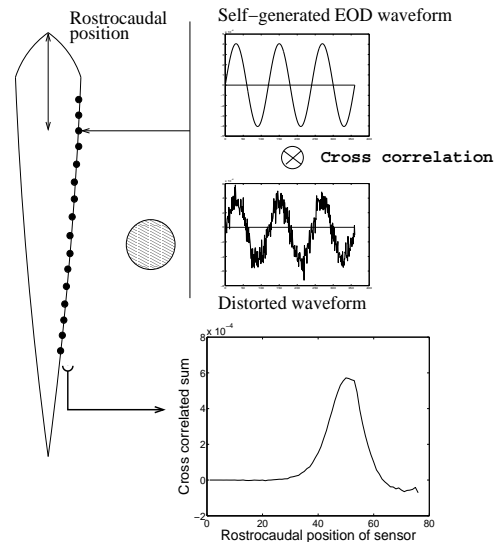 Rostrocaudal
position
Self-generated EOD waveform
Cross correlation
Distorted waveform
8 x 10-4
6
4
2
0
-2
0 20 40 60 80
Cross correlated sum
Rostrocaudal position of sensor